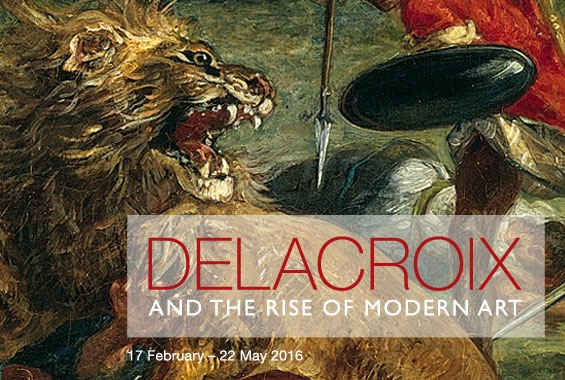 DELACROIX
AND THE RISE OF MODERN ART
17 February – 22 May 2016